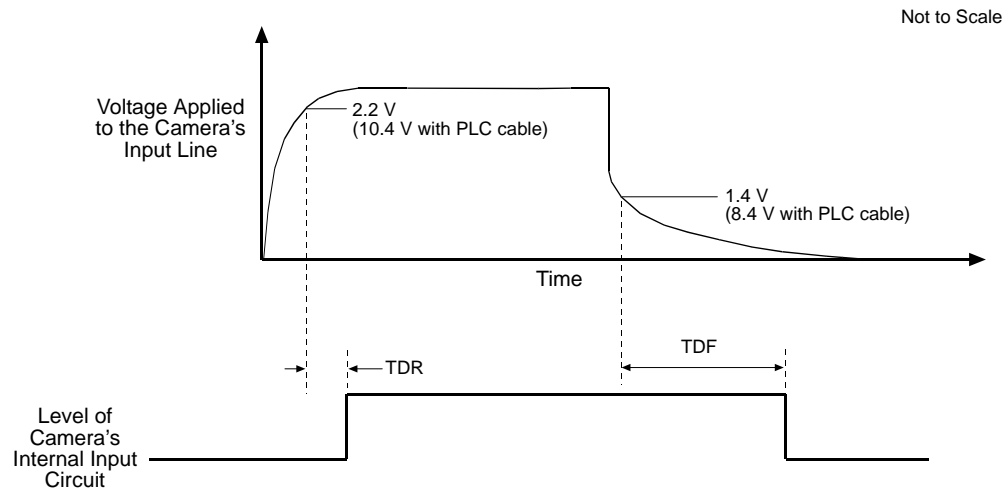 Not to Scale
Voltage Applied
to the Camera's
Input Line
2.2 V
(10.4 V with PLC cable)
1.4 V
(8.4 V with PLC cable)
Time
TDR
TDF
Level of
Camera's
Internal Input
Circuit